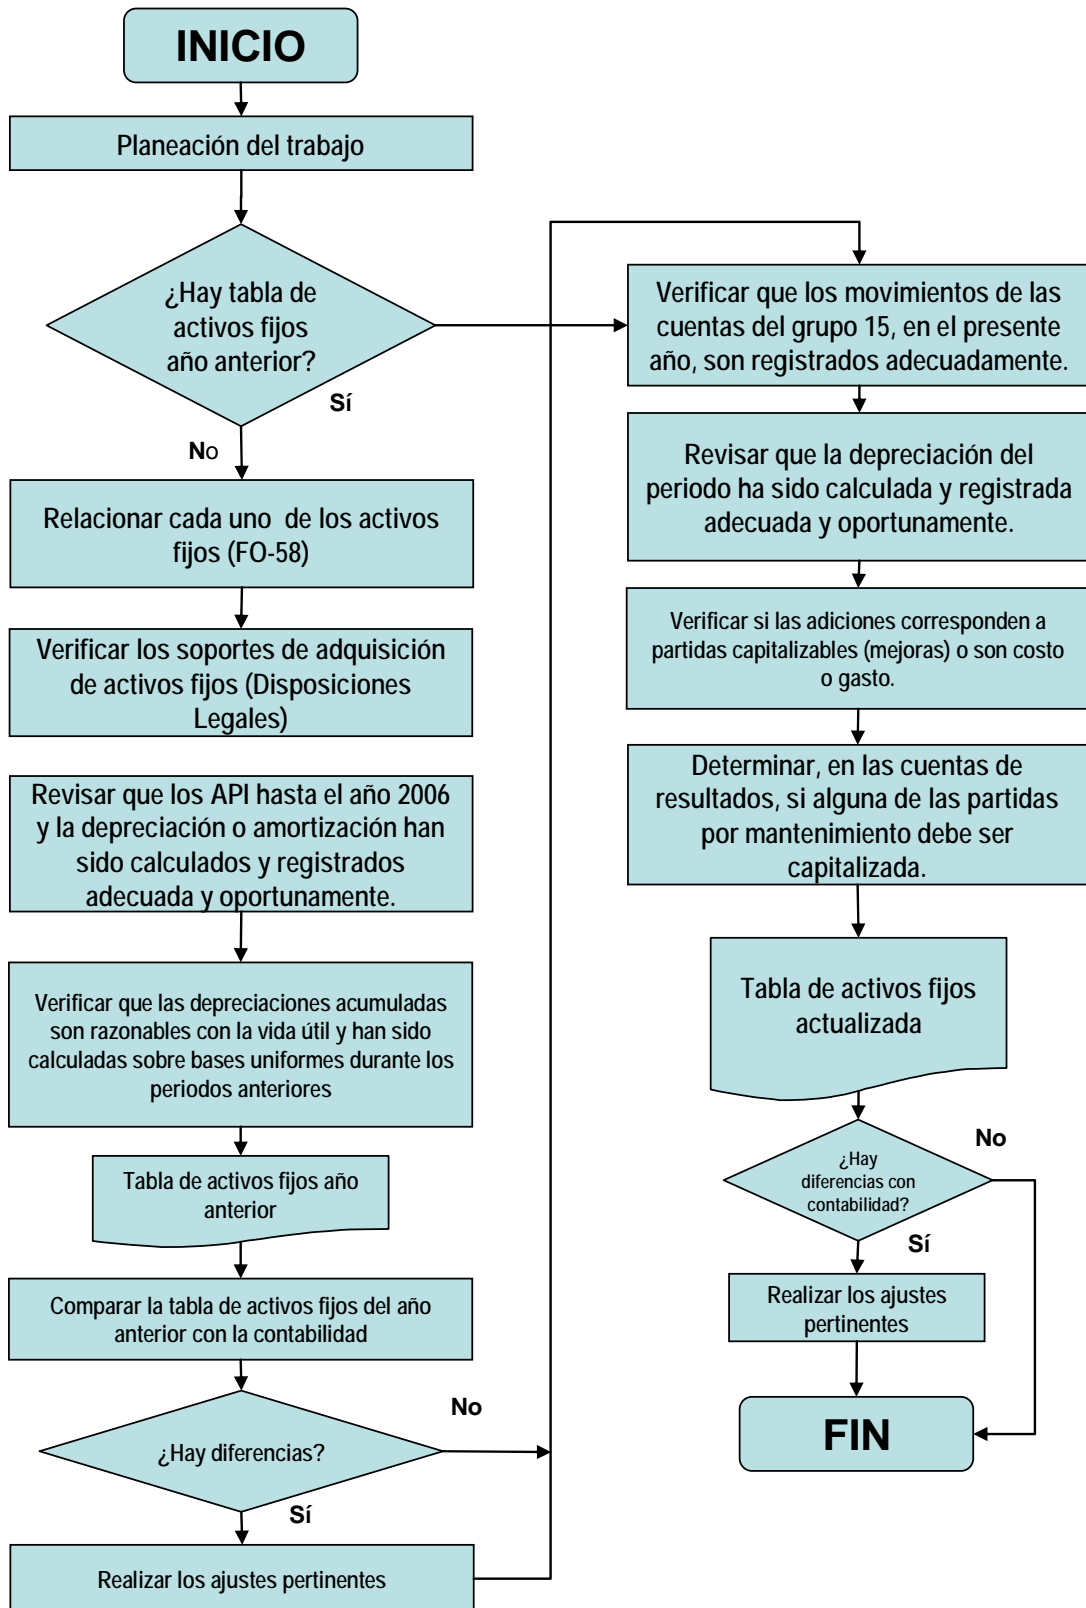 INICIO
Planeación del trabajo
¿Hay tabla de
activos fijos
año anterior?
Sí
No
Relacionar cada uno de los activos
fijos (FO-58)
Verificar los soportes de adquisición
de activos fijos (Disposiciones
Legales)
Revisar que los API hasta el año 2006
y la depreciación o amortización han
sido calculados y registrados
adecuada y oportunamente.
Verificar que las depreciaciones acumuladas
son razonables con la vida útil y han sido
calculadas sobre bases uniformes durante los
periodos anteriores
Tabla de activos fijos año
anterior
Comparar la tabla de activos fijos del año
anterior con la contabilidad
No
¿Hay diferencias?
Sí
Realizar los ajustes pertinentes
Verificar que los movimientos de las
cuentas del grupo 15, en el presente
año, son registrados adecuadamente.
Revisar que la depreciación del
periodo ha sido calculada y registrada
adecuada y oportunamente.
Verificar si las adiciones corresponden a
partidas capitalizables (mejoras) o son costo
o gasto.
Determinar, en las cuentas de
resultados, si alguna de las partidas
por mantenimiento debe ser
capitalizada.
Tabla de activos fijos
actualizada
No
¿Hay
diferencias con
contabilidad?
Sí
Realizar los ajustes
pertinentes
FIN